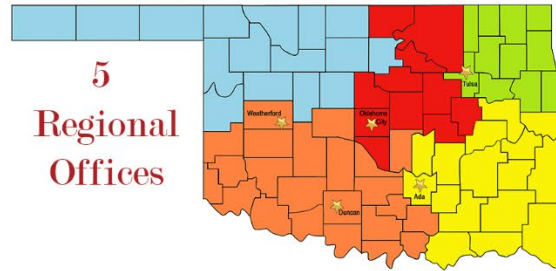 5
Regional
Offices
Tulsa
Weatherford
Oklahoma
City
Ada
Duncan